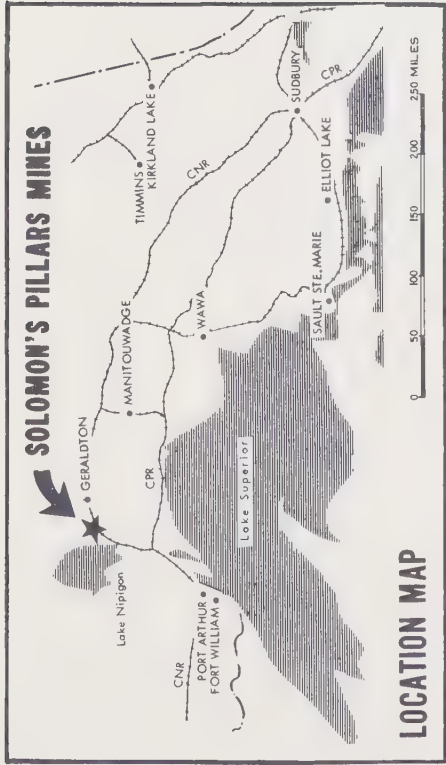 SOLOMON'S PILLARS MINES
GERALDTON
Lake Nipigon
MANITOUWADGE
TIMMINS
KIRKLAND LAKE
CNR
CPR
CNR
PORT ARTHUR
FORT WILLIAM
WAWA
SUDBURY
CPR
Lake Superior
SAULT STE. MARIE
ELLIOT LAKE
0 50 100 150 200 250 MILES
LOCATION MAP